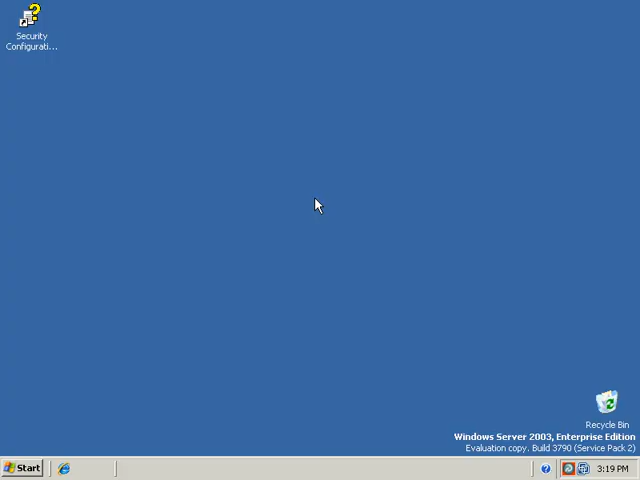 Security
Configurati...
Recycle Bin
Windows Server 2003, Enterprise Edition
Evaluation copy. Build 3790 (Service Pack 2)
Start
3:19 PM